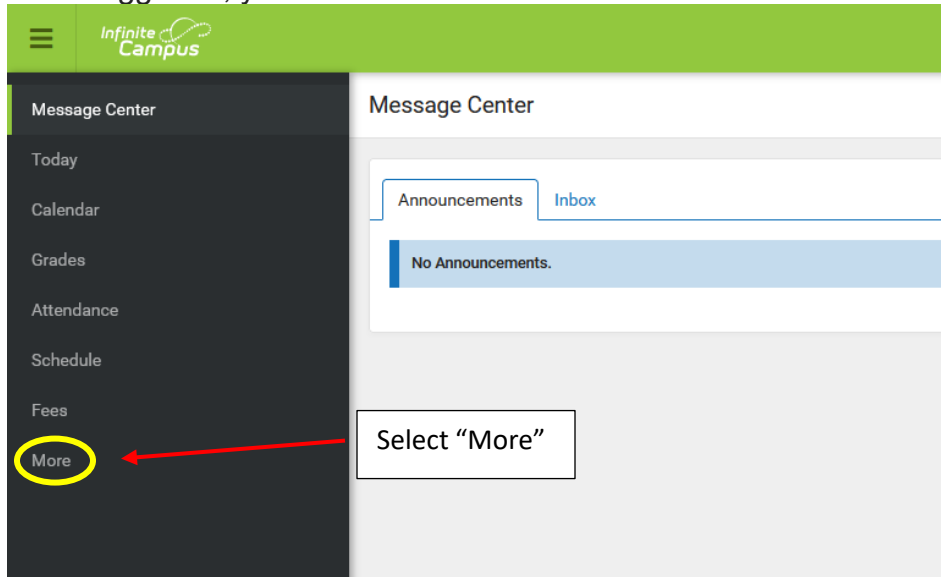 Infinite
Campus
Message Center
Today
Calendar
Grades
Attendance
Schedule
Fees
More
Message Center
Announcements Inbox
No Announcements.
Select “More”